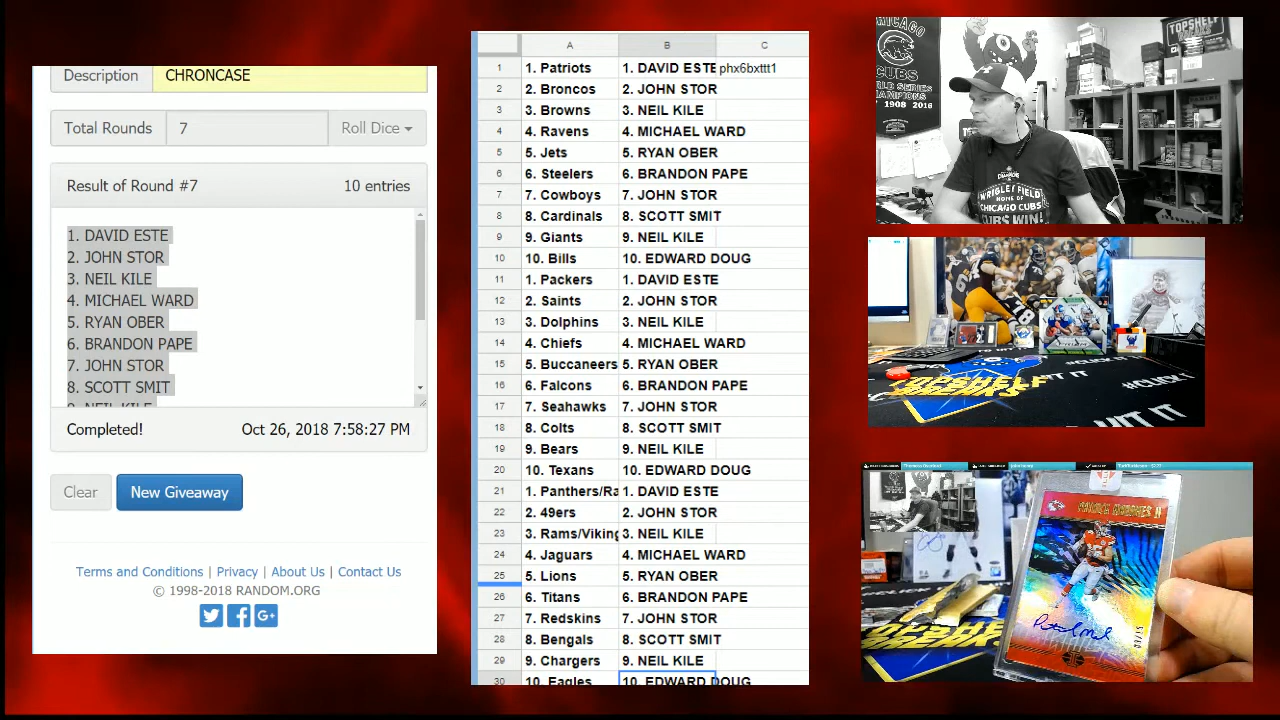 Description CHRONCASE
Total Rounds 7 Roll Dice
Result of Round #7 10 entries
1. DAVID ESTE
2. JOHN STOR
3. NEIL KILE
4. MICHAEL WARD
5. RYAN OBER
6. BRANDON PAPE
7. JOHN STOR
8. SCOTT SMIT
9. NEIL KILE
Completed! Oct 26, 2018 7:58:27 PM
Clear New Giveaway
Terms and Conditions | Privacy | About Us | Contact Us
© 1998-2018 RANDOM.ORG
A B C
1 1. Patriots 1. DAVID ESTE phx6bxttt1
2 2. Broncos 2. JOHN STOR
3 3. Browns 3. NEIL KILE
4 4. Ravens 4. MICHAEL WARD
5 5. Jets 5. RYAN OBER
6 6. Steelers 6. BRANDON PAPE
7 7. Cowboys 7. JOHN STOR
8 8. Cardinals 8. SCOTT SMIT
9 9. Giants 9. NEIL KILE
10 10. Bills 10. EDWARD DOUG
11 1. Packers 1. DAVID ESTE
12 2. Saints 2. JOHN STOR
13 3. Dolphins 3. NEIL KILE
14 4. Chiefs 4. MICHAEL WARD
15 5. Buccaneers 5. RYAN OBER
16 6. Falcons 6. BRANDON PAPE
17 7. Seahawks 7. JOHN STOR
18 8. Colts 8. SCOTT SMIT
19 9. Bears 9. NEIL KILE
20 10. Texans 10. EDWARD DOUG
21 1. Panthers/Ra 1. DAVID ESTE
22 2. 49ers 2. JOHN STOR
23 3. Rams/Viking 3. NEIL KILE
24 4. Jaguars 4. MICHAEL WARD
25 5. Lions 5. RYAN OBER
26 6. Titans 6. BRANDON PAPE
27 7. Redskins 7. JOHN STOR
28 8. Bengals 8. SCOTT SMIT
29 9. Chargers 9. NEIL KILE
30 10. Eagles 10. EDWARD DOUG
CHICAGO
CUBS
WORLD SERIES
CHAMPIONS
1908 2016
TOPSHELF
WRIGLEY FIELD
HOME OF
CHICAGO CUBS
CUBS WIN!
TOPSHELF
BREAKS
HIT IT
PATRICK MAHOMES II